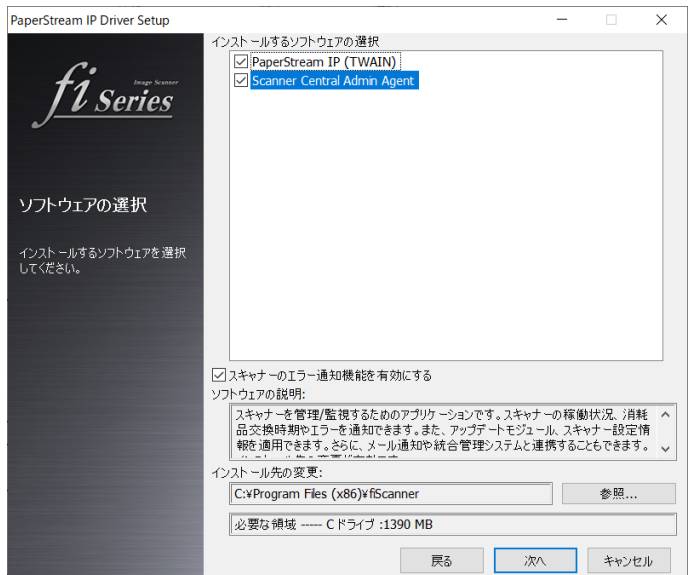 PaperStream IP Driver Setup
インストールするソフトウェアの選択
PaperStream IP (TWAIN)
Scanner Central Admin Agent
fi Series
Image Scanner
ソフトウェアの選択
インストールするソフトウェアを選択
してください。
スキャナーのエラー通知機能を有効にする
ソフトウェアの説明:
スキャナーを管理/監視するためのアプリケーションです。スキャナーの稼働状況、消耗
品交換時期やエラーを通知できます。また、アップデートモジュール、スキャナー設定情
報を適用できます。さらに、メール通知や統合管理システムと連携することもできます。
インストール先の変更:
C:¥Program Files (x86)¥fiScanner
参照...
必要な領域 ----- C ドライブ :1390 MB
戻る
次へ
キャンセル